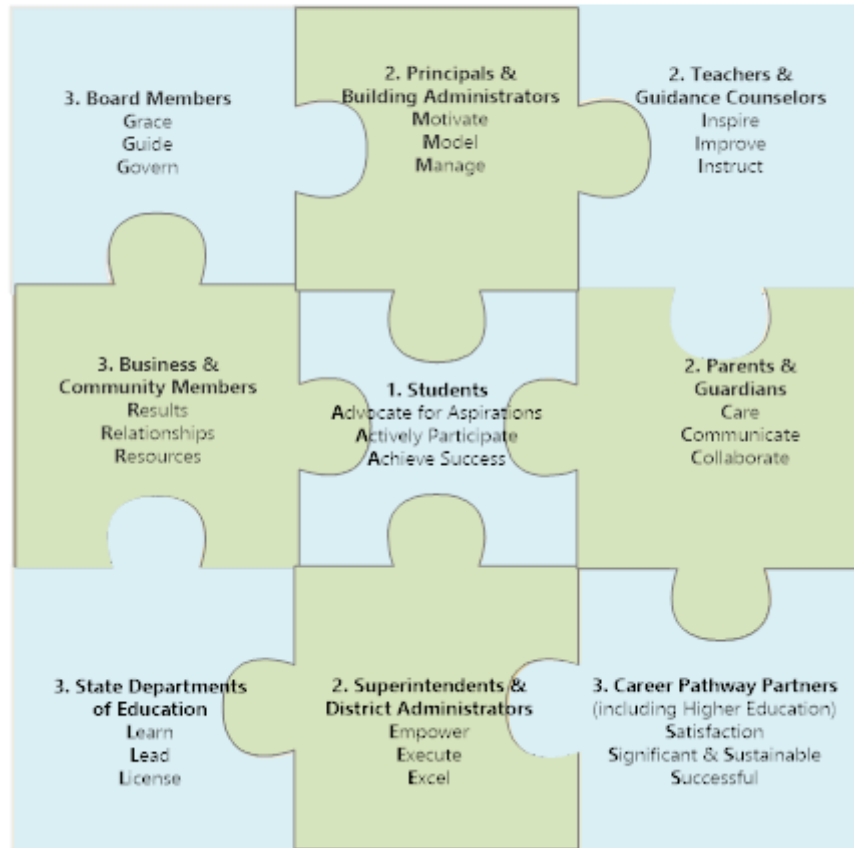 3. Board Members
Grace
Guide
Govern
2. Principals &
Building Administrators
Motivate
Model
Manage
2. Teachers &
Guidance Counselors
Inspire
Improve
Instruct
3. Business &
Community Members
Results
Relationships
Resources
1. Students
Advocate for Aspirations
Actively Participate
Achieve Success
2. Parents &
Guardians
Care
Communicate
Collaborate
3. State Departments
of Education
Learn
Lead
License
2. Superintendents &
District Administrators
Empower
Execute
Excel
3. Career Pathway Partners
(including Higher Education)
Satisfaction
Significant & Sustainable
Successful